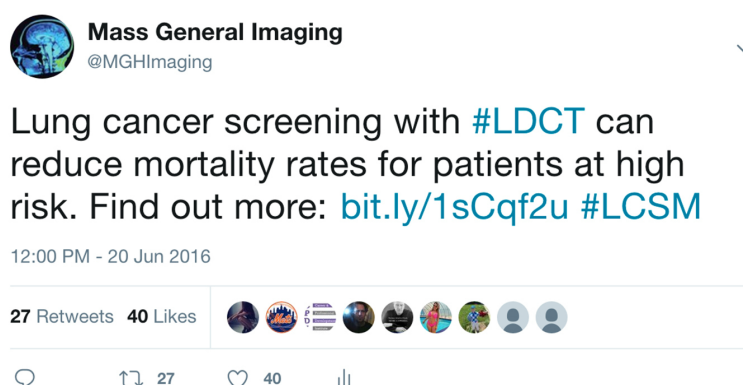 Mass General Imaging
@MGHImaging
Lung cancer screening with #LDCT can
reduce mortality rates for patients at high
risk. Find out more: bit.ly/1sCqf2u #LCSM
12:00 PM - 20 Jun 2016
27 Retweets 40 Likes
27 40